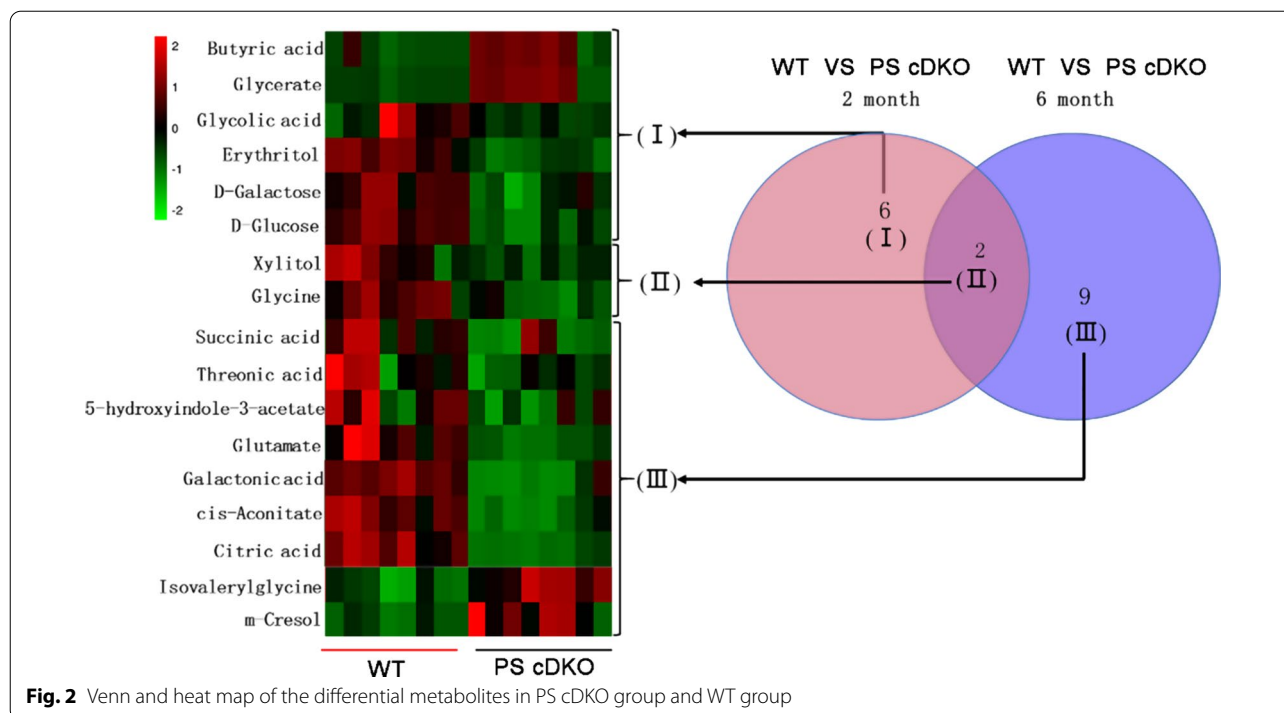 2
1
0
-1
-2
Butyric acid
Glycerate
Glycolic acid
Erythritol
D-Galactose
D-Glucose
Xylitol
Glycine
Succinic acid
Threonic acid
5-hydroxyindole-3-acetate
Glutamate
Galactonic acid
cis-Aconitate
Citric acid
Isovalerylglycine
m-Cresol
WT
PS cDKO
(Ⅰ)
(Ⅱ)
(Ⅲ)
WT VS PS cDKO
2 month
WT VS PS cDKO
6 month
6
(Ⅰ)
2
(Ⅱ)
9
(Ⅲ)
Fig. 2 Venn and heat map of the differential metabolites in PS cDKO group and WT group